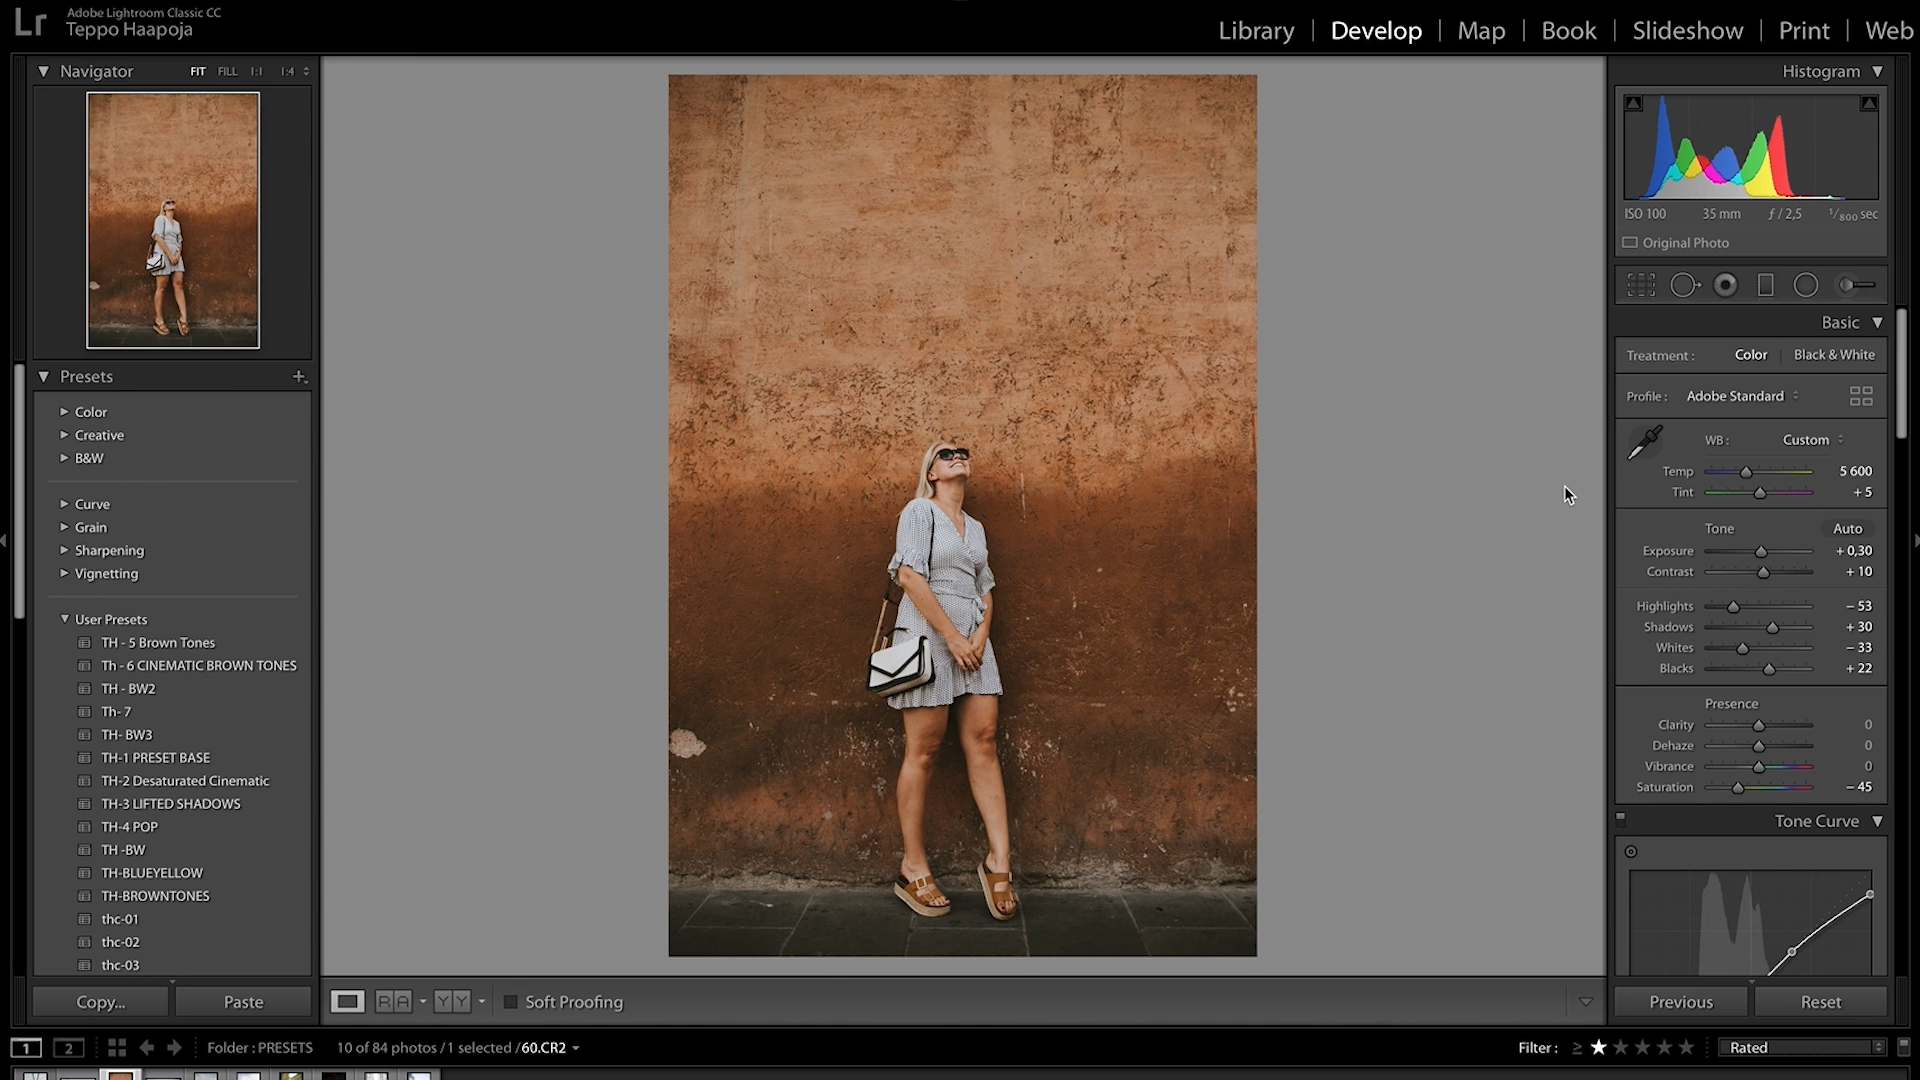 Lr
Adobe Lightroom Classic CC
Teppo Haapoja
Library | Develop | Map | Book | Slideshow | Print | Web
Navigator FIT FILL 1:1 1:4
Presets +
Color
Creative
B&W
Curve
Grain
Sharpening
Vignetting
User Presets
TH - 5 Brown Tones
Th - 6 CINEMATIC BROWN TONES
TH - BW2
Th- 7
TH- BW3
TH-1 PRESET BASE
TH-2 Desaturated Cinematic
TH-3 LIFTED SHADOWS
TH-4 POP
TH -BW
TH-BLUEYELLOW
TH-BROWNTONES
thc-01
thc-02
thc-03
Copy... Paste
R A Y Y Soft Proofing
Histogram
ISO 100 35 mm ƒ / 2,5 1/800 sec
Original Photo
Basic
Treatment : Color | Black & White
Profile : Adobe Standard
WB : Custom
Temp 5 600
Tint + 5
Tone Auto
Exposure + 0,30
Contrast + 10
Highlights − 53
Shadows + 30
Whites − 33
Blacks + 22
Presence
Clarity 0
Dehaze 0
Vibrance 0
Saturation − 45
Tone Curve
Previous Reset
1 2 Folder : PRESETS 10 of 84 photos / 1 selected / 60.CR2 Filter : ≥ ★★★★★ Rated